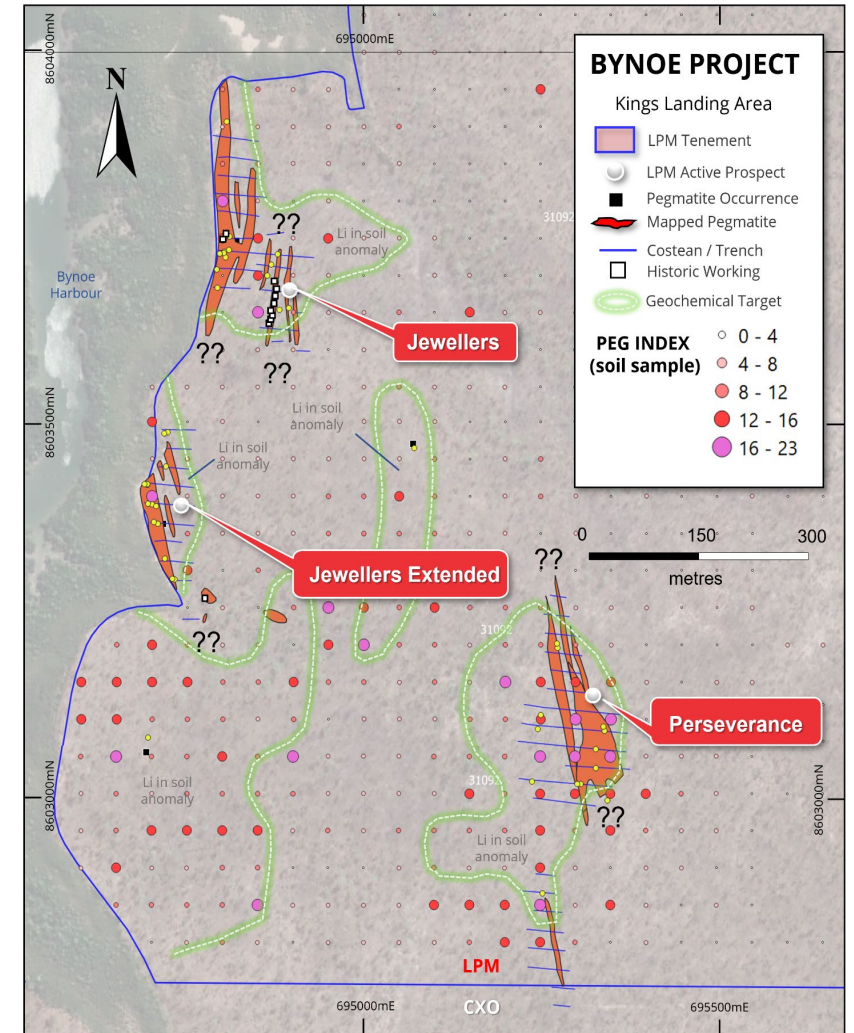 8604000mN
695000mE
N
BYNOE PROJECT
Kings Landing Area
LPM Tenement
LPM Active Prospect
Pegmatite Occurrence
Mapped Pegmatite
Costean / Trench
Historic Working
Geochemical Target
PEG INDEX
(soil sample)
0 - 4
4 - 8
8 - 12
12 - 16
16 - 23
31092
??
Li in soil
anomaly
Bynoe
Harbour
Jewellers
??
??
8603500mN
Li in soil
anomaly
Li in soil
anomaly
0
150
300
metres
??
Jewellers Extended
??
31092
Perseverance
31092
8603000mN
Li in soil
anomaly
??
8603000mN
Li in soil
anomaly
LPM
695000mE
CXO
695500mE